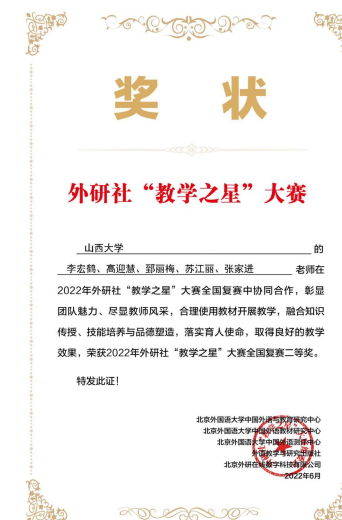 奖 状
外研社“教学之星”大赛
山西大学 的
李宏鹤、高迎慧、郅丽梅、苏江丽、张家进 老师在
2022年外研社“教学之星”大赛全国复赛中协同合作，彰显
团队魅力、尽显教师风采，合理使用教材开展教学，融合知识
传授、技能培养与品德塑造，落实育人使命，取得良好的教学
效果，荣获2022年外研社“教学之星”大赛全国复赛二等奖。
特发此证！
北京外国语大学中国外语与教育研究中心
北京外国语大学中国外语教材研究中心
北京外国语大学中国外语测评中心
外语教学与研究出版社
北京外研在线数字科技有限公司
2022年6月